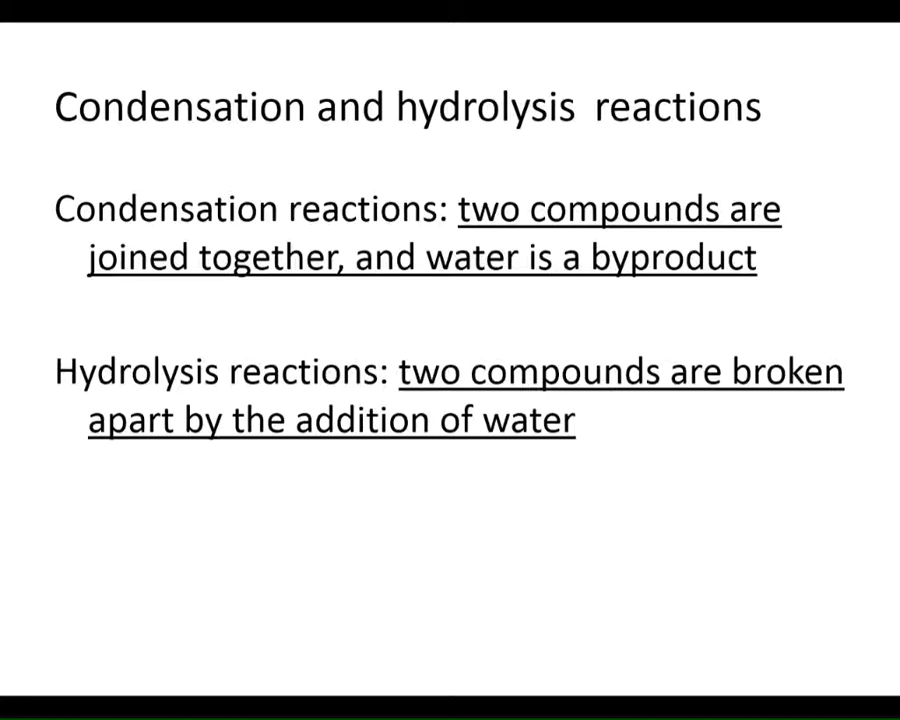 Condensation and hydrolysis reactions
Condensation reactions: two compounds are
joined together, and water is a byproduct
Hydrolysis reactions: two compounds are broken
apart by the addition of water